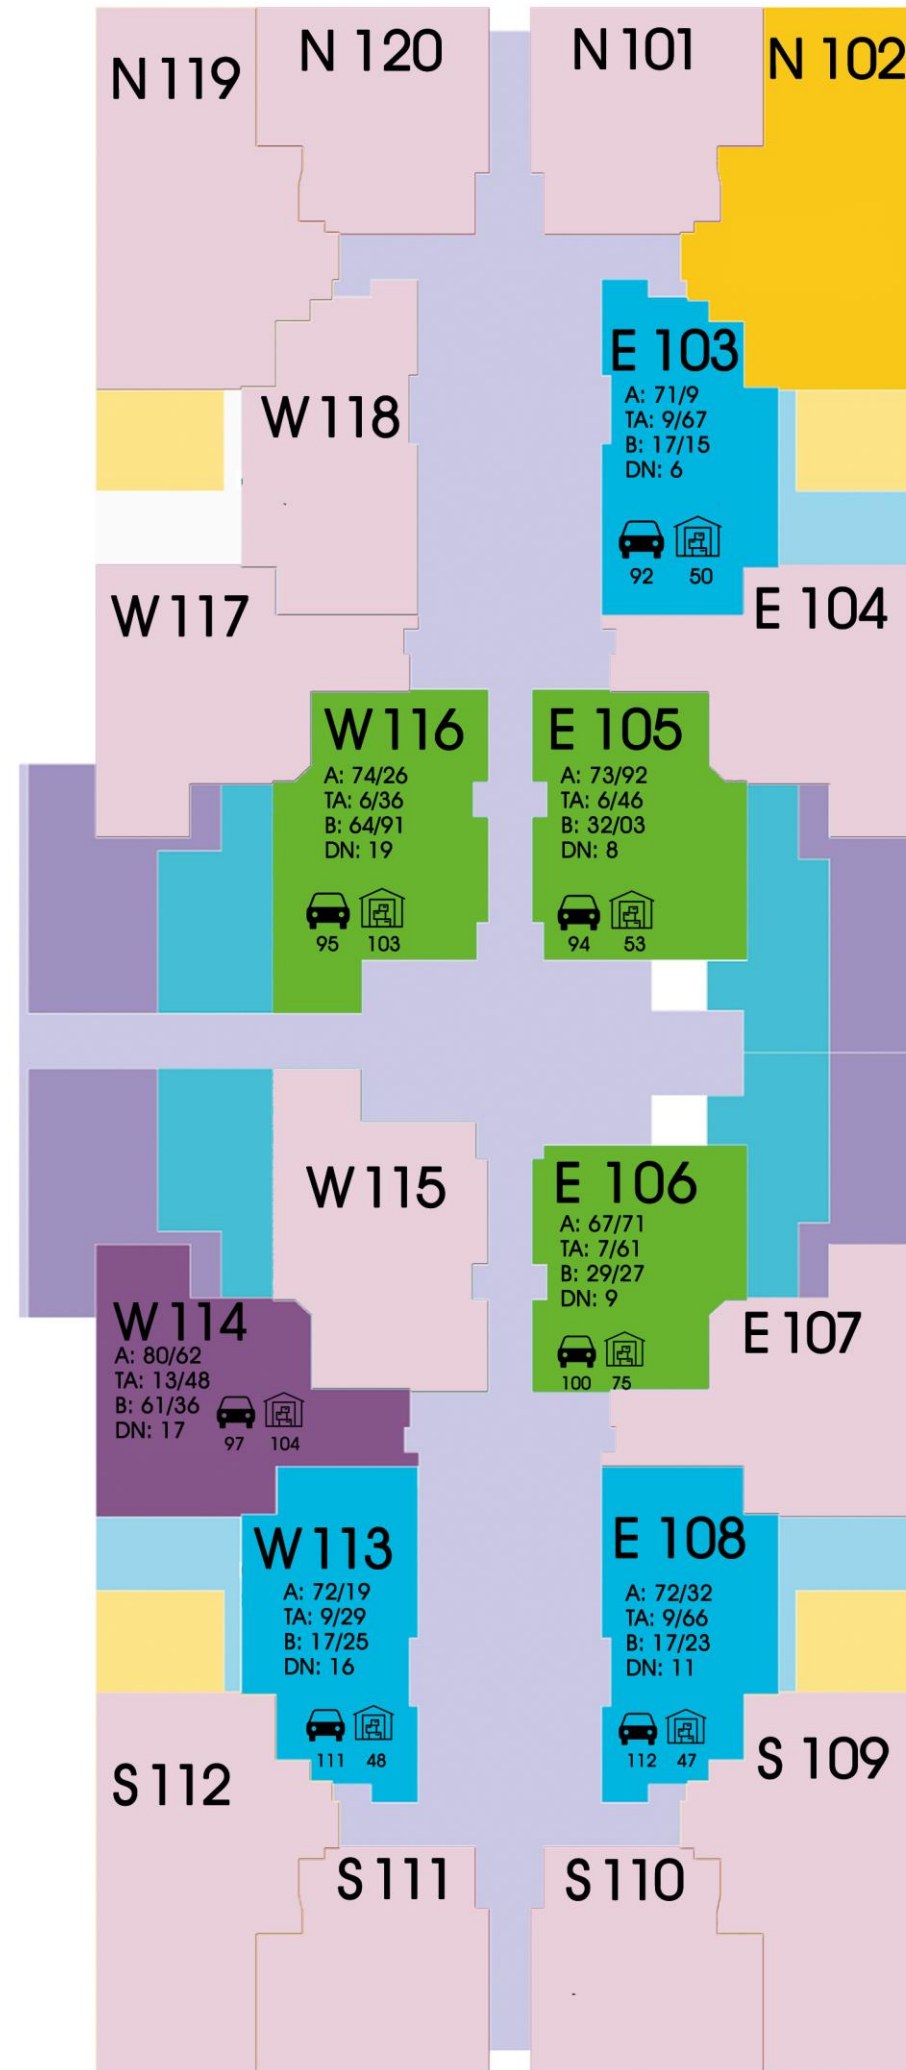 N 119
N 120
N 101
N 102
E 103
A: 71/9
TA: 9/67
B: 17/15
DN: 6
92 50
W 118
W 117
E 104
W 116
A: 74/26
TA: 6/36
B: 64/91
DN: 19
95 103
E 105
A: 73/92
TA: 6/46
B: 32/03
DN: 8
94 53
W 115
E 106
A: 67/71
TA: 7/61
B: 29/27
DN: 9
100 75
W 114
A: 80/62
TA: 13/48
B: 61/36
DN: 17
97 104
E 107
W 113
A: 72/19
TA: 9/29
B: 17/25
DN: 16
111 48
E 108
A: 72/32
TA: 9/66
B: 17/23
DN: 11
112 47
S 112
S 109
S 111
S 110